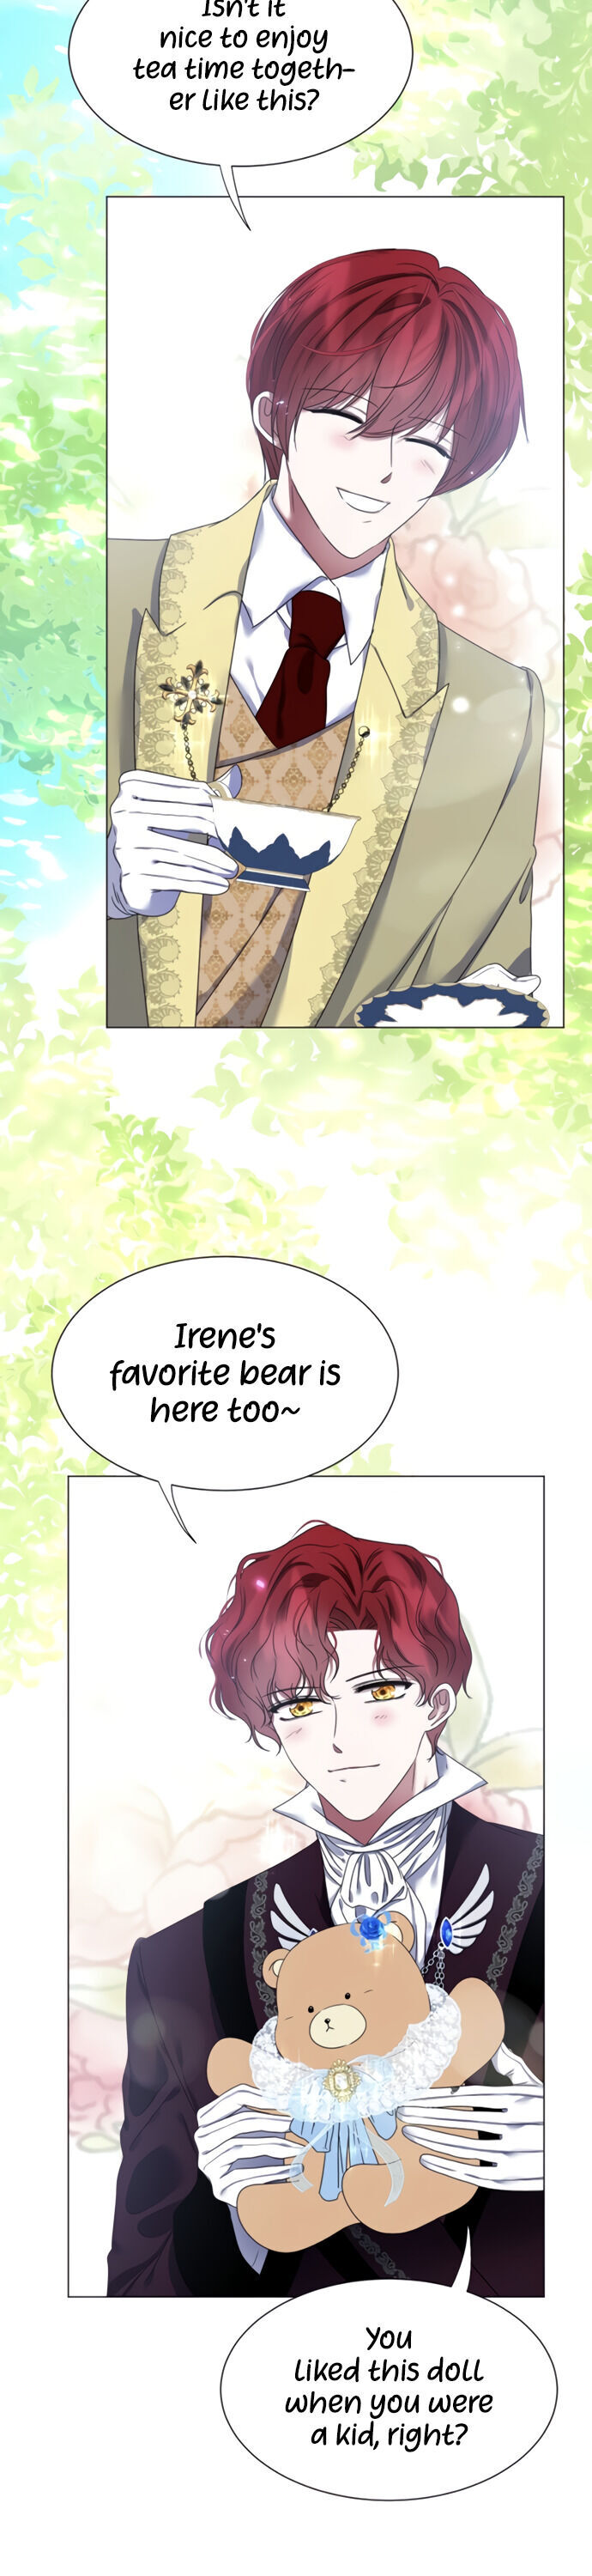 Isn't it
nice to enjoy
tea time togeth-
er like this?
Irene's
favorite bear is
here too~
You
liked this doll
when you were
a kid, right?